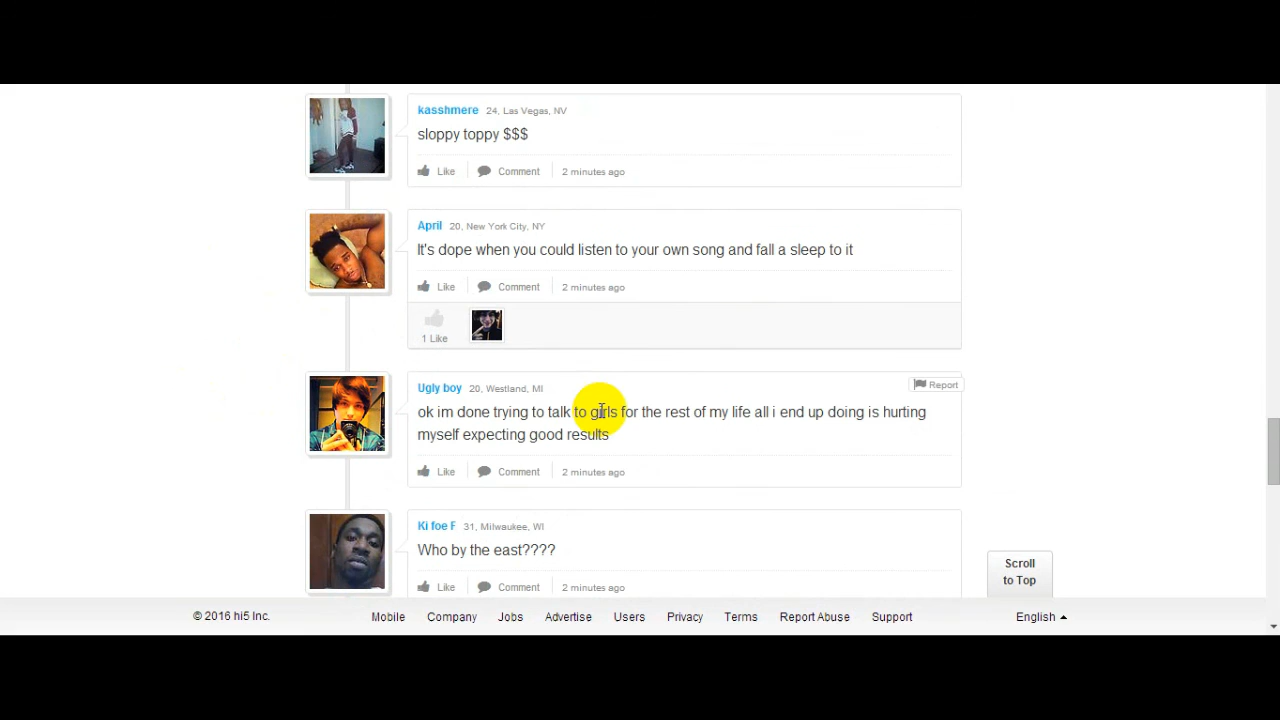 kasshmere 24, Las Vegas, NV
sloppy toppy $$$
Like Comment 2 minutes ago
April 20, New York City, NY
It's dope when you could listen to your own song and fall a sleep to it
Like Comment 2 minutes ago
1 Like
Ugly boy 20, Westland, MI Report
ok im done trying to talk to girls for the rest of my life all i end up doing is hurting
myself expecting good results
Like Comment 2 minutes ago
Ki foe F 31, Milwaukee, WI
Who by the east????
Like Comment 2 minutes ago
Scroll
to Top
© 2016 hi5 Inc. Mobile Company Jobs Advertise Users Privacy Terms Report Abuse Support English